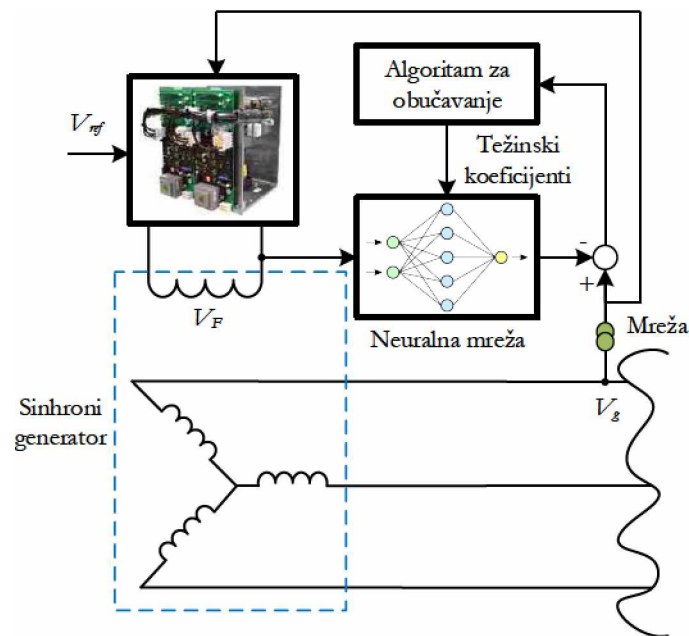 Algoritam za
obučavanje
V_ref
Težinski
koeficijenti
-
+
V_F
Neuralna mreža
Mreža
Sinhroni
generator
V_g